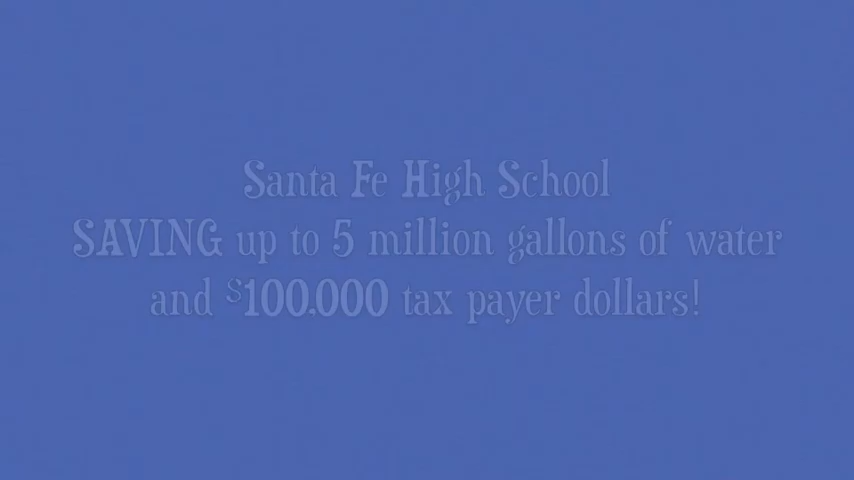 Santa Fe High School
SAVING up to 5 million gallons of water
and $100,000 tax payer dollars!